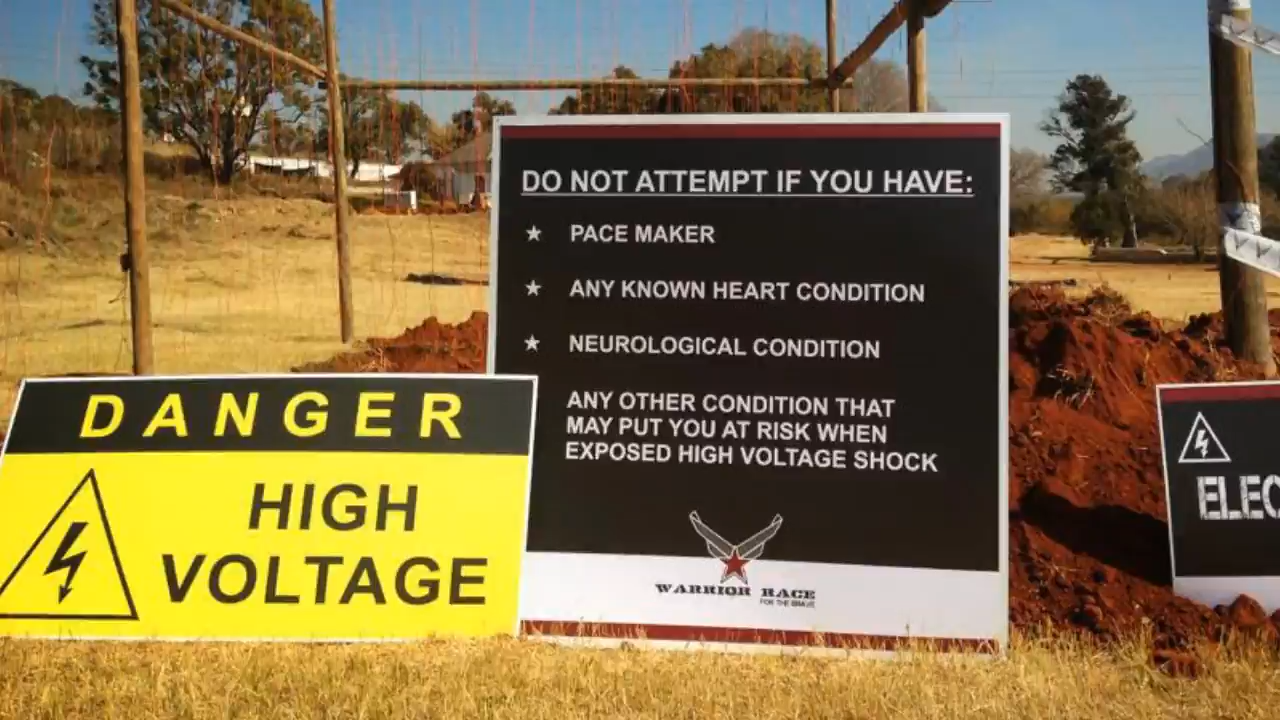 DO NOT ATTEMPT IF YOU HAVE:
PACE MAKER
ANY KNOWN HEART CONDITION
NEUROLOGICAL CONDITION
ANY OTHER CONDITION THAT
MAY PUT YOU AT RISK WHEN
EXPOSED HIGH VOLTAGE SHOCK
WARRIOR RACE
FOR THE BRAVE
DANGER
HIGH
VOLTAGE
ELEC